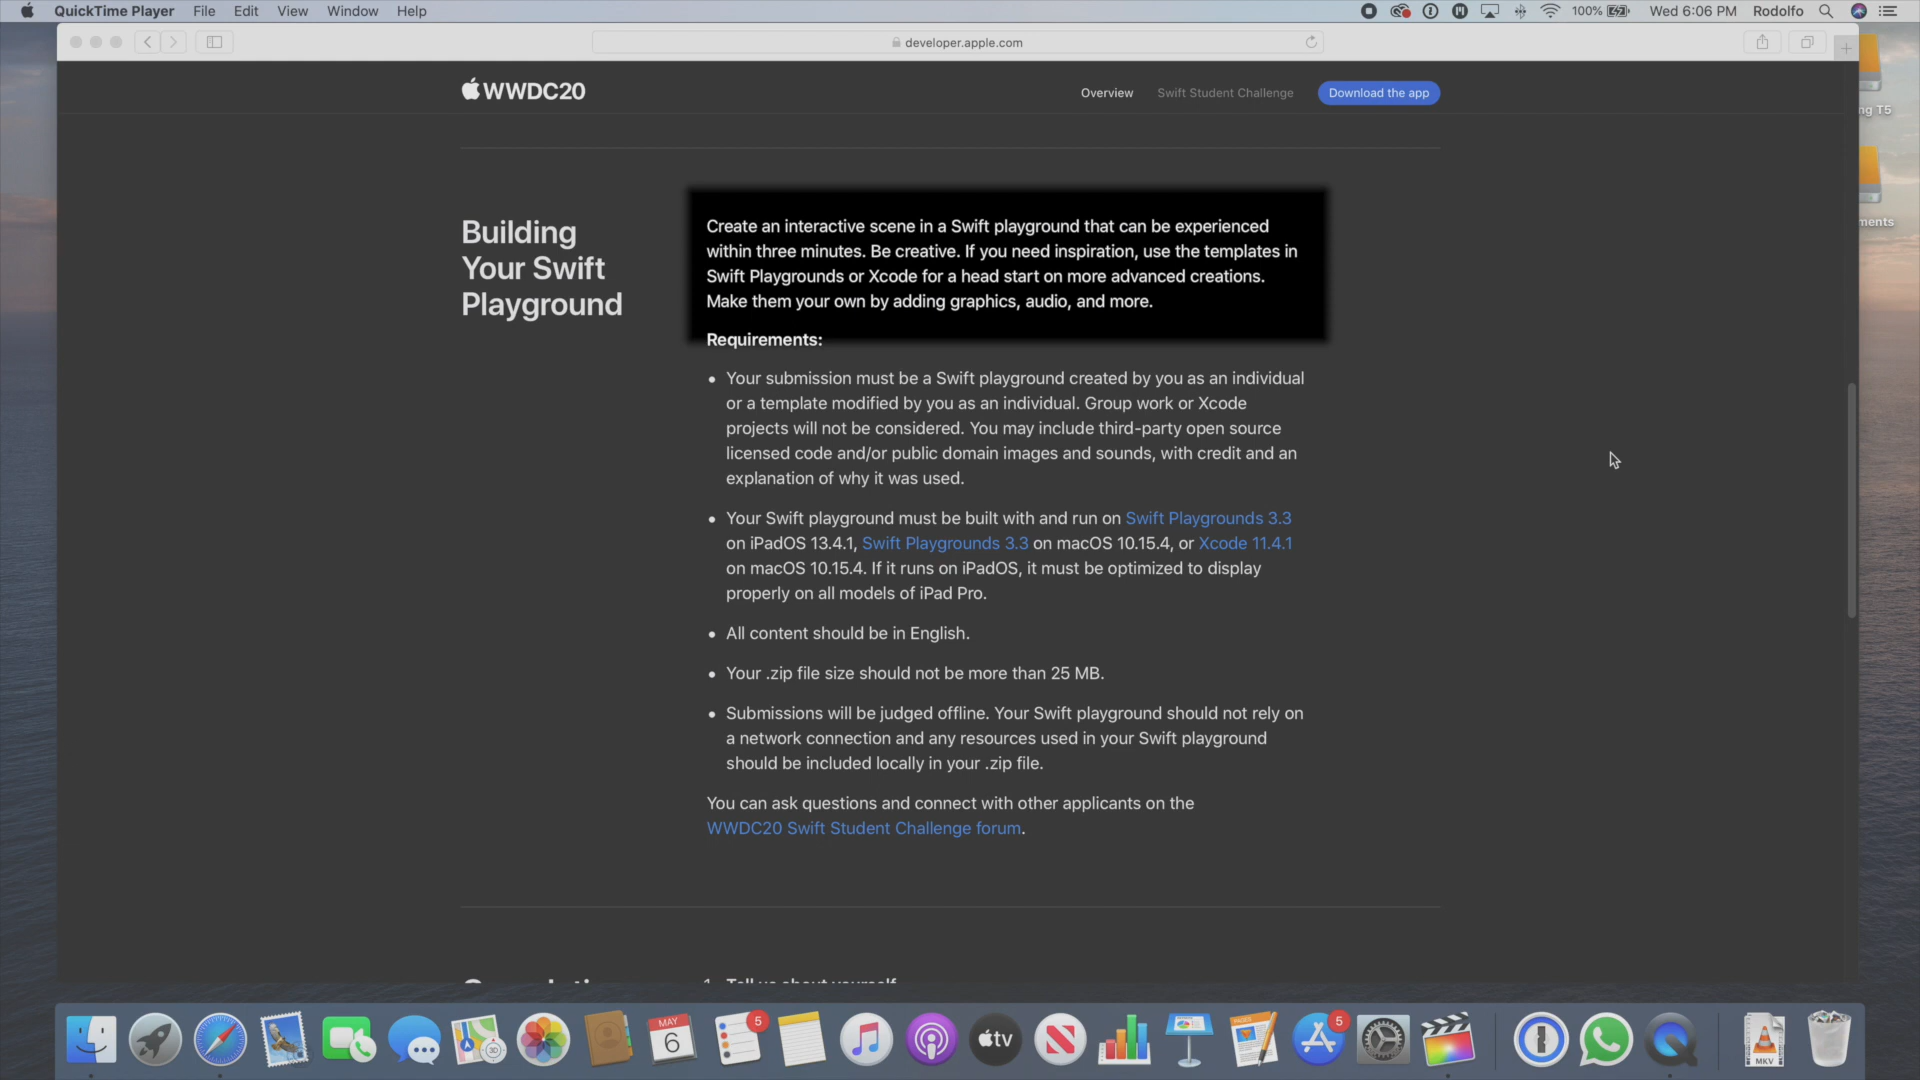 QuickTime Player File Edit View Window Help
100% Wed 6:06 PM Rodolfo
developer.apple.com
WWDC20
Overview Swift Student Challenge Download the app
ng T5
ments
Building
Your Swift
Playground
Create an interactive scene in a Swift playground that can be experienced
within three minutes. Be creative. If you need inspiration, use the templates in
Swift Playgrounds or Xcode for a head start on more advanced creations.
Make them your own by adding graphics, audio, and more.
Requirements:
Your submission must be a Swift playground created by you as an individual
or a template modified by you as an individual. Group work or Xcode
projects will not be considered. You may include third-party open source
licensed code and/or public domain images and sounds, with credit and an
explanation of why it was used.
Your Swift playground must be built with and run on Swift Playgrounds 3.3
on iPadOS 13.4.1, Swift Playgrounds 3.3 on macOS 10.15.4, or Xcode 11.4.1
on macOS 10.15.4. If it runs on iPadOS, it must be optimized to display
properly on all models of iPad Pro.
All content should be in English.
Your .zip file size should not be more than 25 MB.
Submissions will be judged offline. Your Swift playground should not rely on
a network connection and any resources used in your Swift playground
should be included locally in your .zip file.
You can ask questions and connect with other applicants on the
WWDC20 Swift Student Challenge forum.
1. Tell us about yourself
MAY
6
5
tv
PAGES
5
MKV